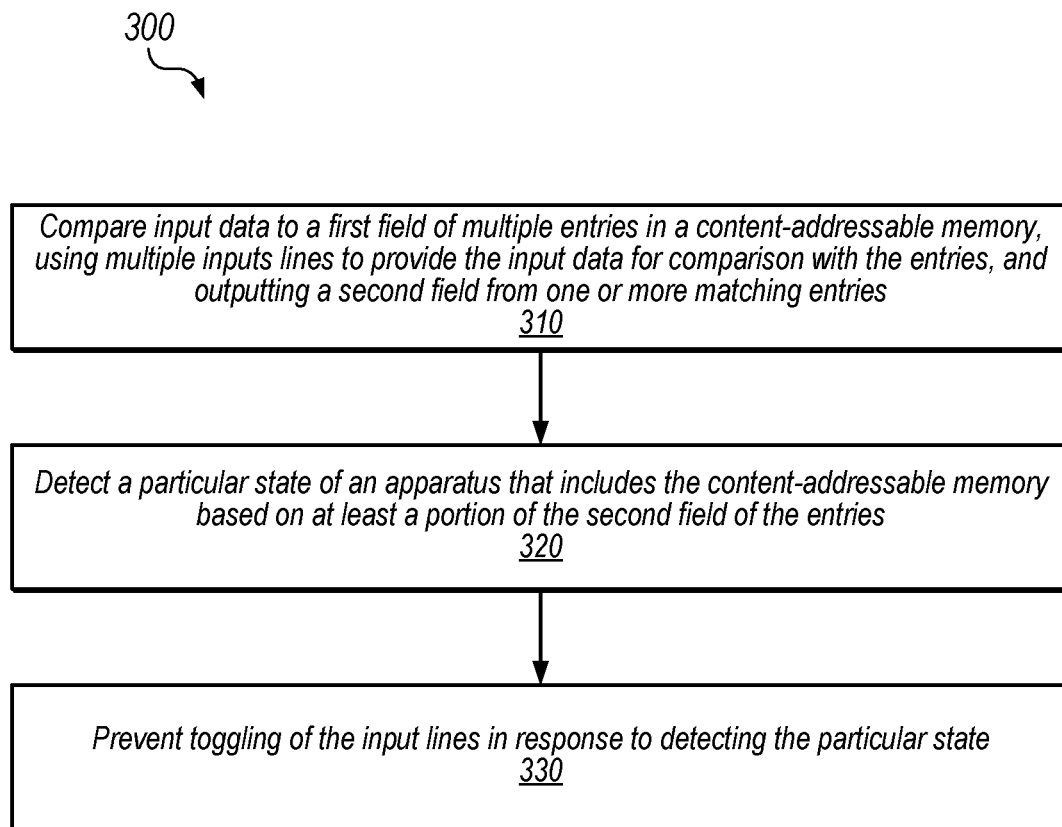 300
Compare input data to a first field of multiple entries in a content-addressable memory,
using multiple inputs lines to provide the input data for comparison with the entries, and
outputting a second field from one or more matching entries
310
Detect a particular state of an apparatus that includes the content-addressable memory
based on at least a portion of the second field of the entries
320
Prevent toggling of the input lines in response to detecting the particular state
330